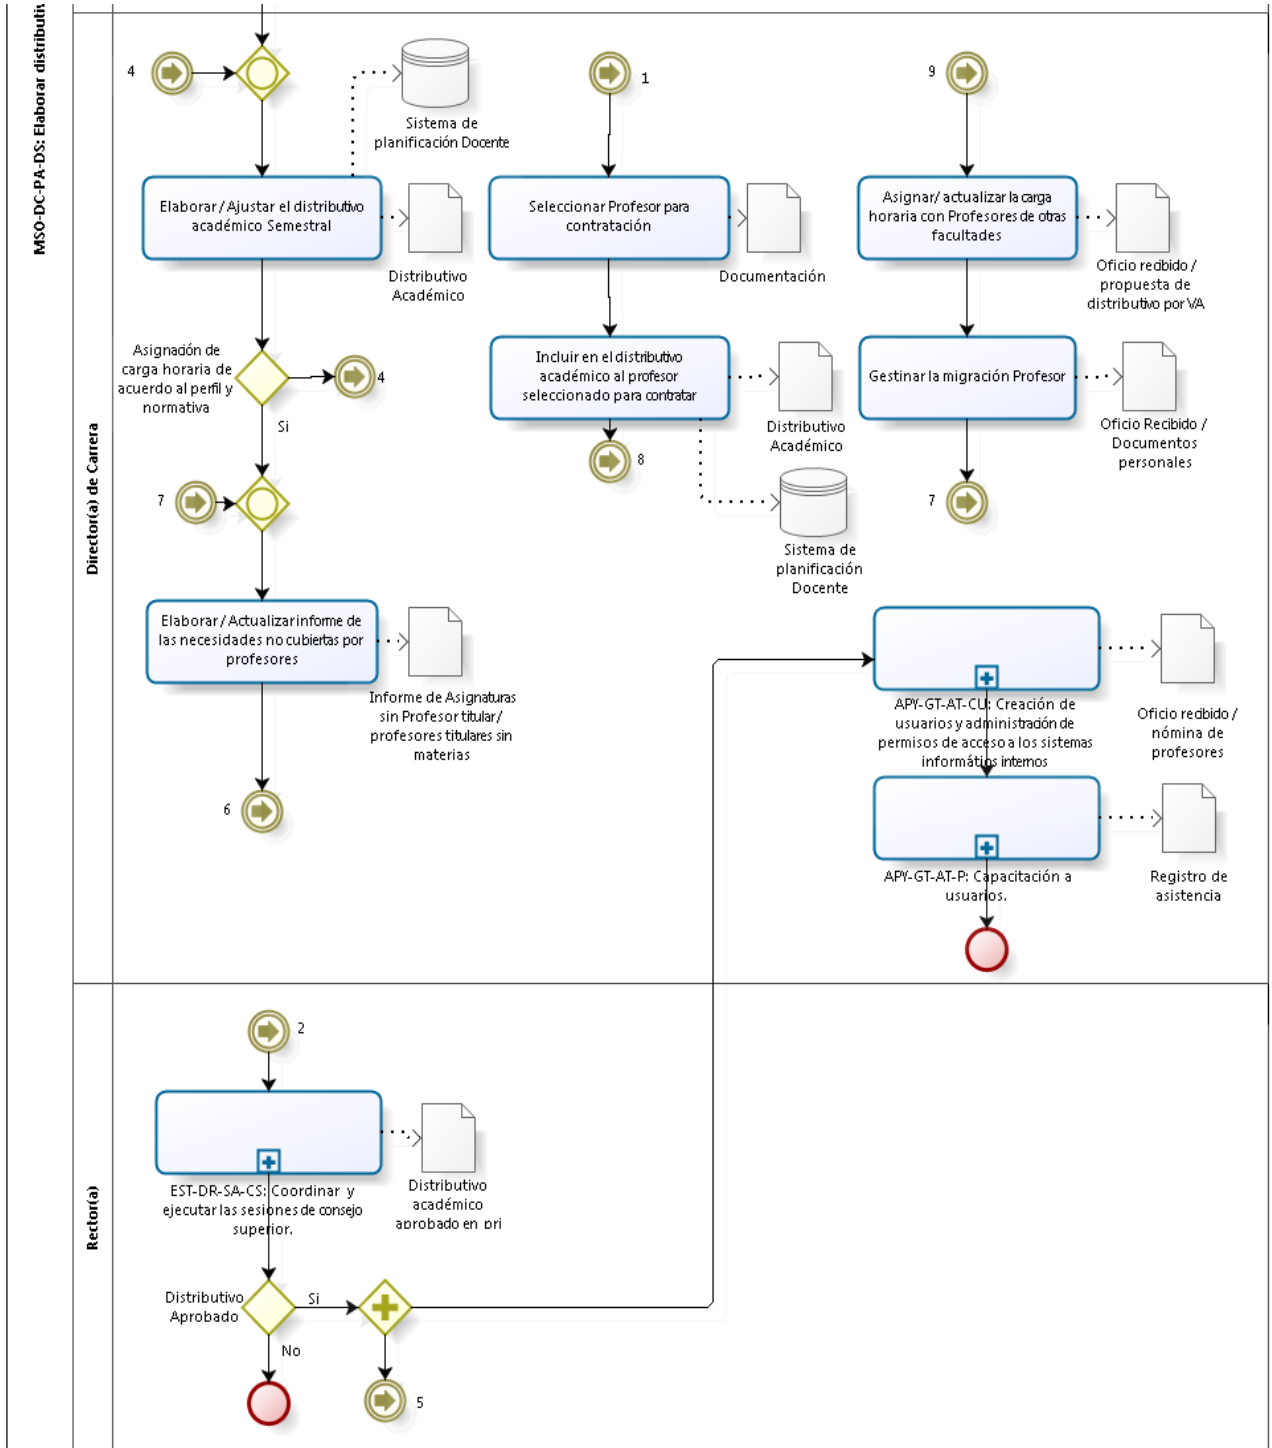 MSO-DC-PA-DS: Elaborar distributiv
Director(a) de Carrera
4
Sistema de
planificación Docente
Elaborar / Ajustar el distributivo
académico Semestral
Distributivo
Académico
Asignación de
carga horaria de
acuerdo al perfil y
normativa
4
Si
7
Elaborar / Actualizar informe de
las necesidades no cubiertas por
profesores
Informe de Asignaturas
sin Profesor titular/
profesores titulares sin
materias
6
1
Seleccionar Profesor para
contratación
Documentación
Incluir en el distributivo
académico al profesor
seleccionado para contratar
Distributivo
Académico
8
Sistema de
planificación
Docente
9
Asignar/ actualizar la carga
horaria con Profesores de otras
facultades
Oficio recibido /
propuesta de
distributivo por VA
Gestinar la migración Profesor
Oficio Recibido /
Documentos
personales
7
APY-GT-AT-CU: Creación de
usuarios y administración de
permisos de acceso a los sistemas
informátios internos
Oficio recibido /
nómina de
profesores
APY-GT-AT-P: Capacitación a
usuarios.
Registro de
asistencia
Rector(a)
2
EST-DR-SA-CS: Coordinar y
ejecutar las sesiones de consejo
superior.
Distributivo
académico
aprobado en pri
Distributivo
Aprobado
Si
No
5